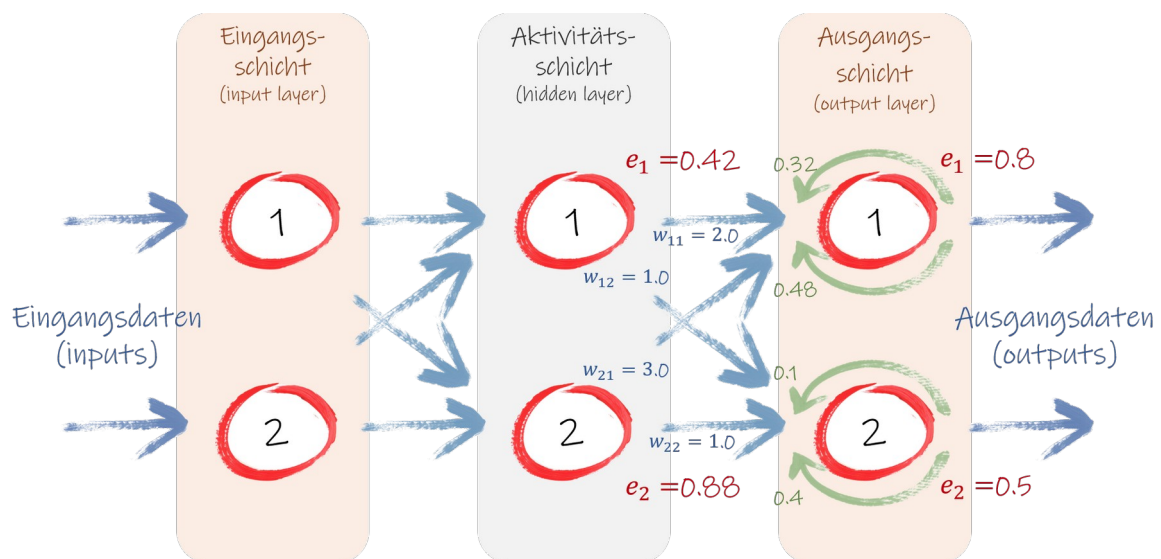 Eingangs-
schicht
(input layer)
Aktivitäts-
schicht
(hidden layer)
Ausgangs-
schicht
(output layer)
e₁ =0.42
0.32
e₁ =0.8
1
1
1
w₁₁ = 2.0
w₁₂ = 1.0
0.48
Eingangsdaten
(inputs)
Ausgangsdaten
(outputs)
w₂₁ = 3.0
0.1
2
2
2
w₂₂ = 1.0
e₂ =0.88
0.4
e₂ =0.5